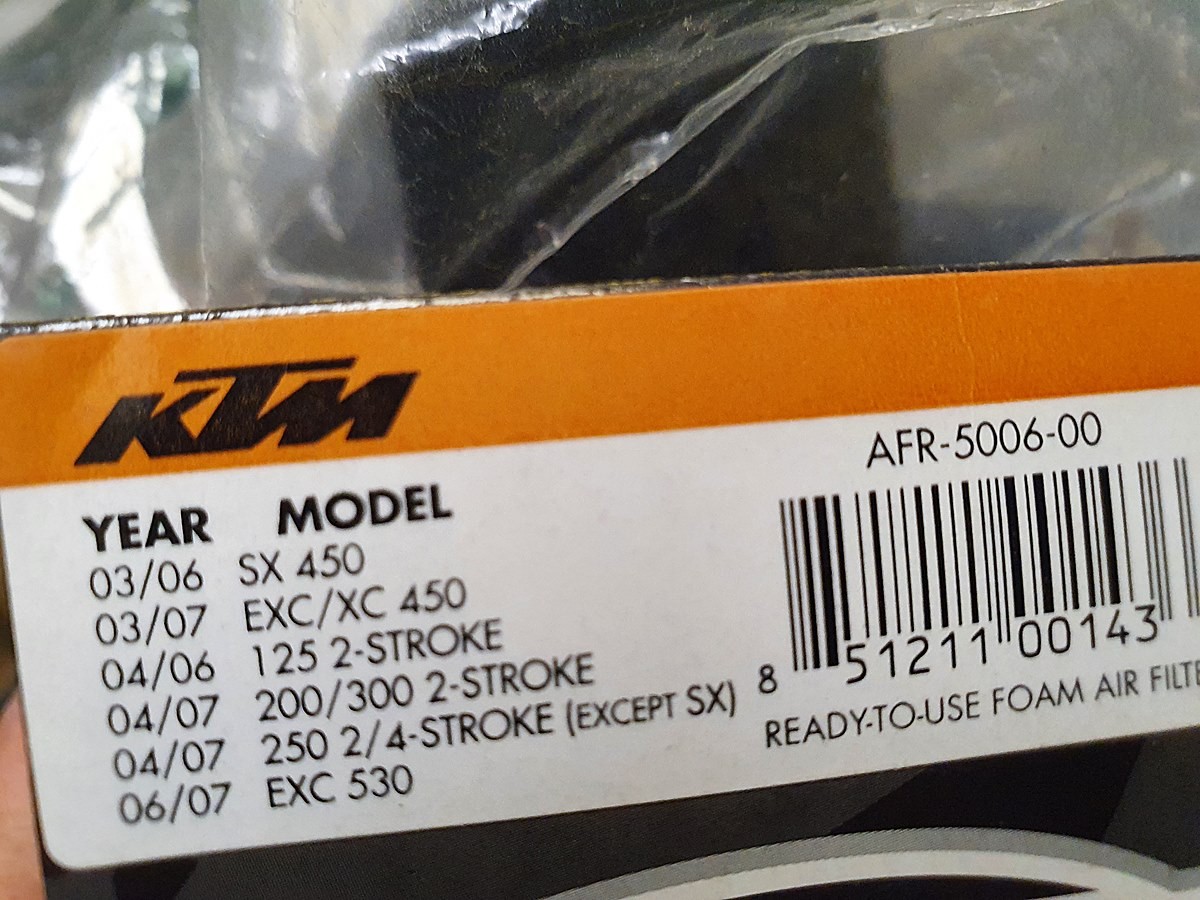 KTM
YEAR MODEL
03/06 SX 450
03/07 EXC/XC 450
04/06 125 2-STROKE
04/07 200/300 2-STROKE
04/07 250 2/4-STROKE (EXCEPT SX)
06/07 EXC 530
AFR-5006-00
8 51211 00143
READY-TO-USE FOAM AIR FILTE